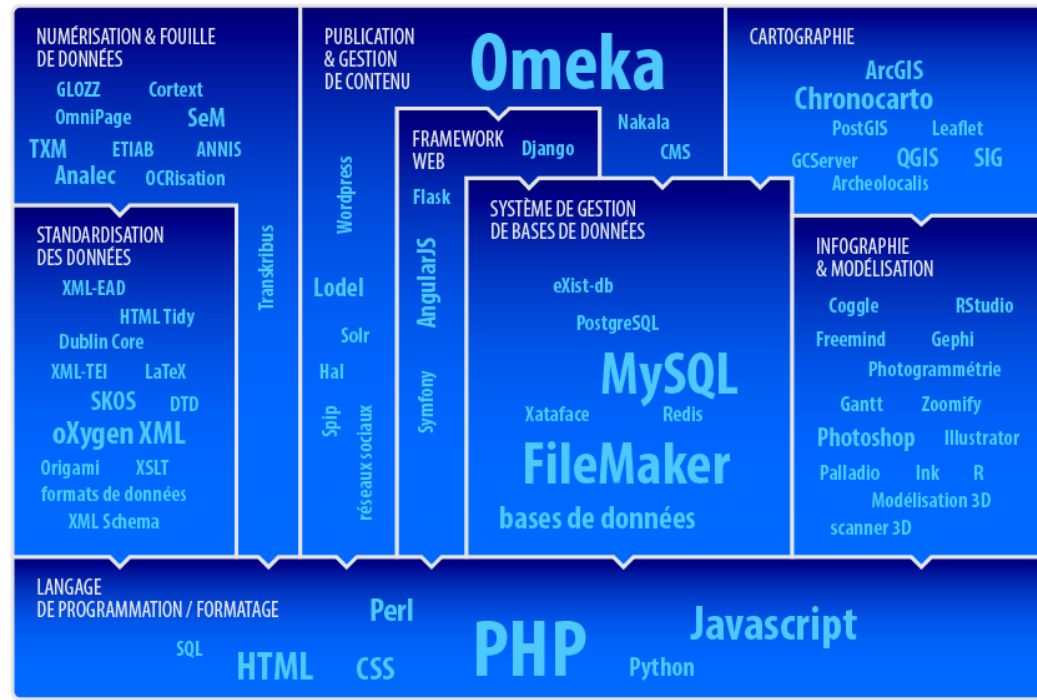 NUMÉRISATION & FOUILLE
DE DONNÉES
GLOZZ Cortext
OmniPage SeM
TXM ETIAB ANNIS
Analec OCRisation
Transkribus
PUBLICATION
& GESTION
DE CONTENU
Omeka
Nakala
CMS
Wordpress
Lodel
Solr
Hal
Spip
réseaux sociaux
CARTOGRAPHIE
ArcGIS
Chronocarto
PostGIS Leaflet
GCServer QGIS SIG
Archeolocalis
FRAMEWORK
WEB
Django
Flask
AngularJS
Symfony
STANDARDISATION
DES DONNÉES
XML-EAD
HTML Tidy
Dublin Core
XML-TEI LaTeX
SKOS DTD
oXygen XML
Origami XSLT
formats de données
XML Schema
SYSTÈME DE GESTION
DE BASES DE DONNÉES
eXist-db
PostgreSQL
MySQL
Xataface Redis
FileMaker
bases de données
INFOGRAPHIE
& MODÉLISATION
Coggle RStudio
Freemind Gephi
Photogrammétrie
Gantt Zoomify
Photoshop Illustrator
Palladio Ink R
Modélisation 3D
scanner 3D
LANGAGE
DE PROGRAMMATION / FORMATAGE
Perl
PHP
Javascript
SQL
HTML
CSS
Python